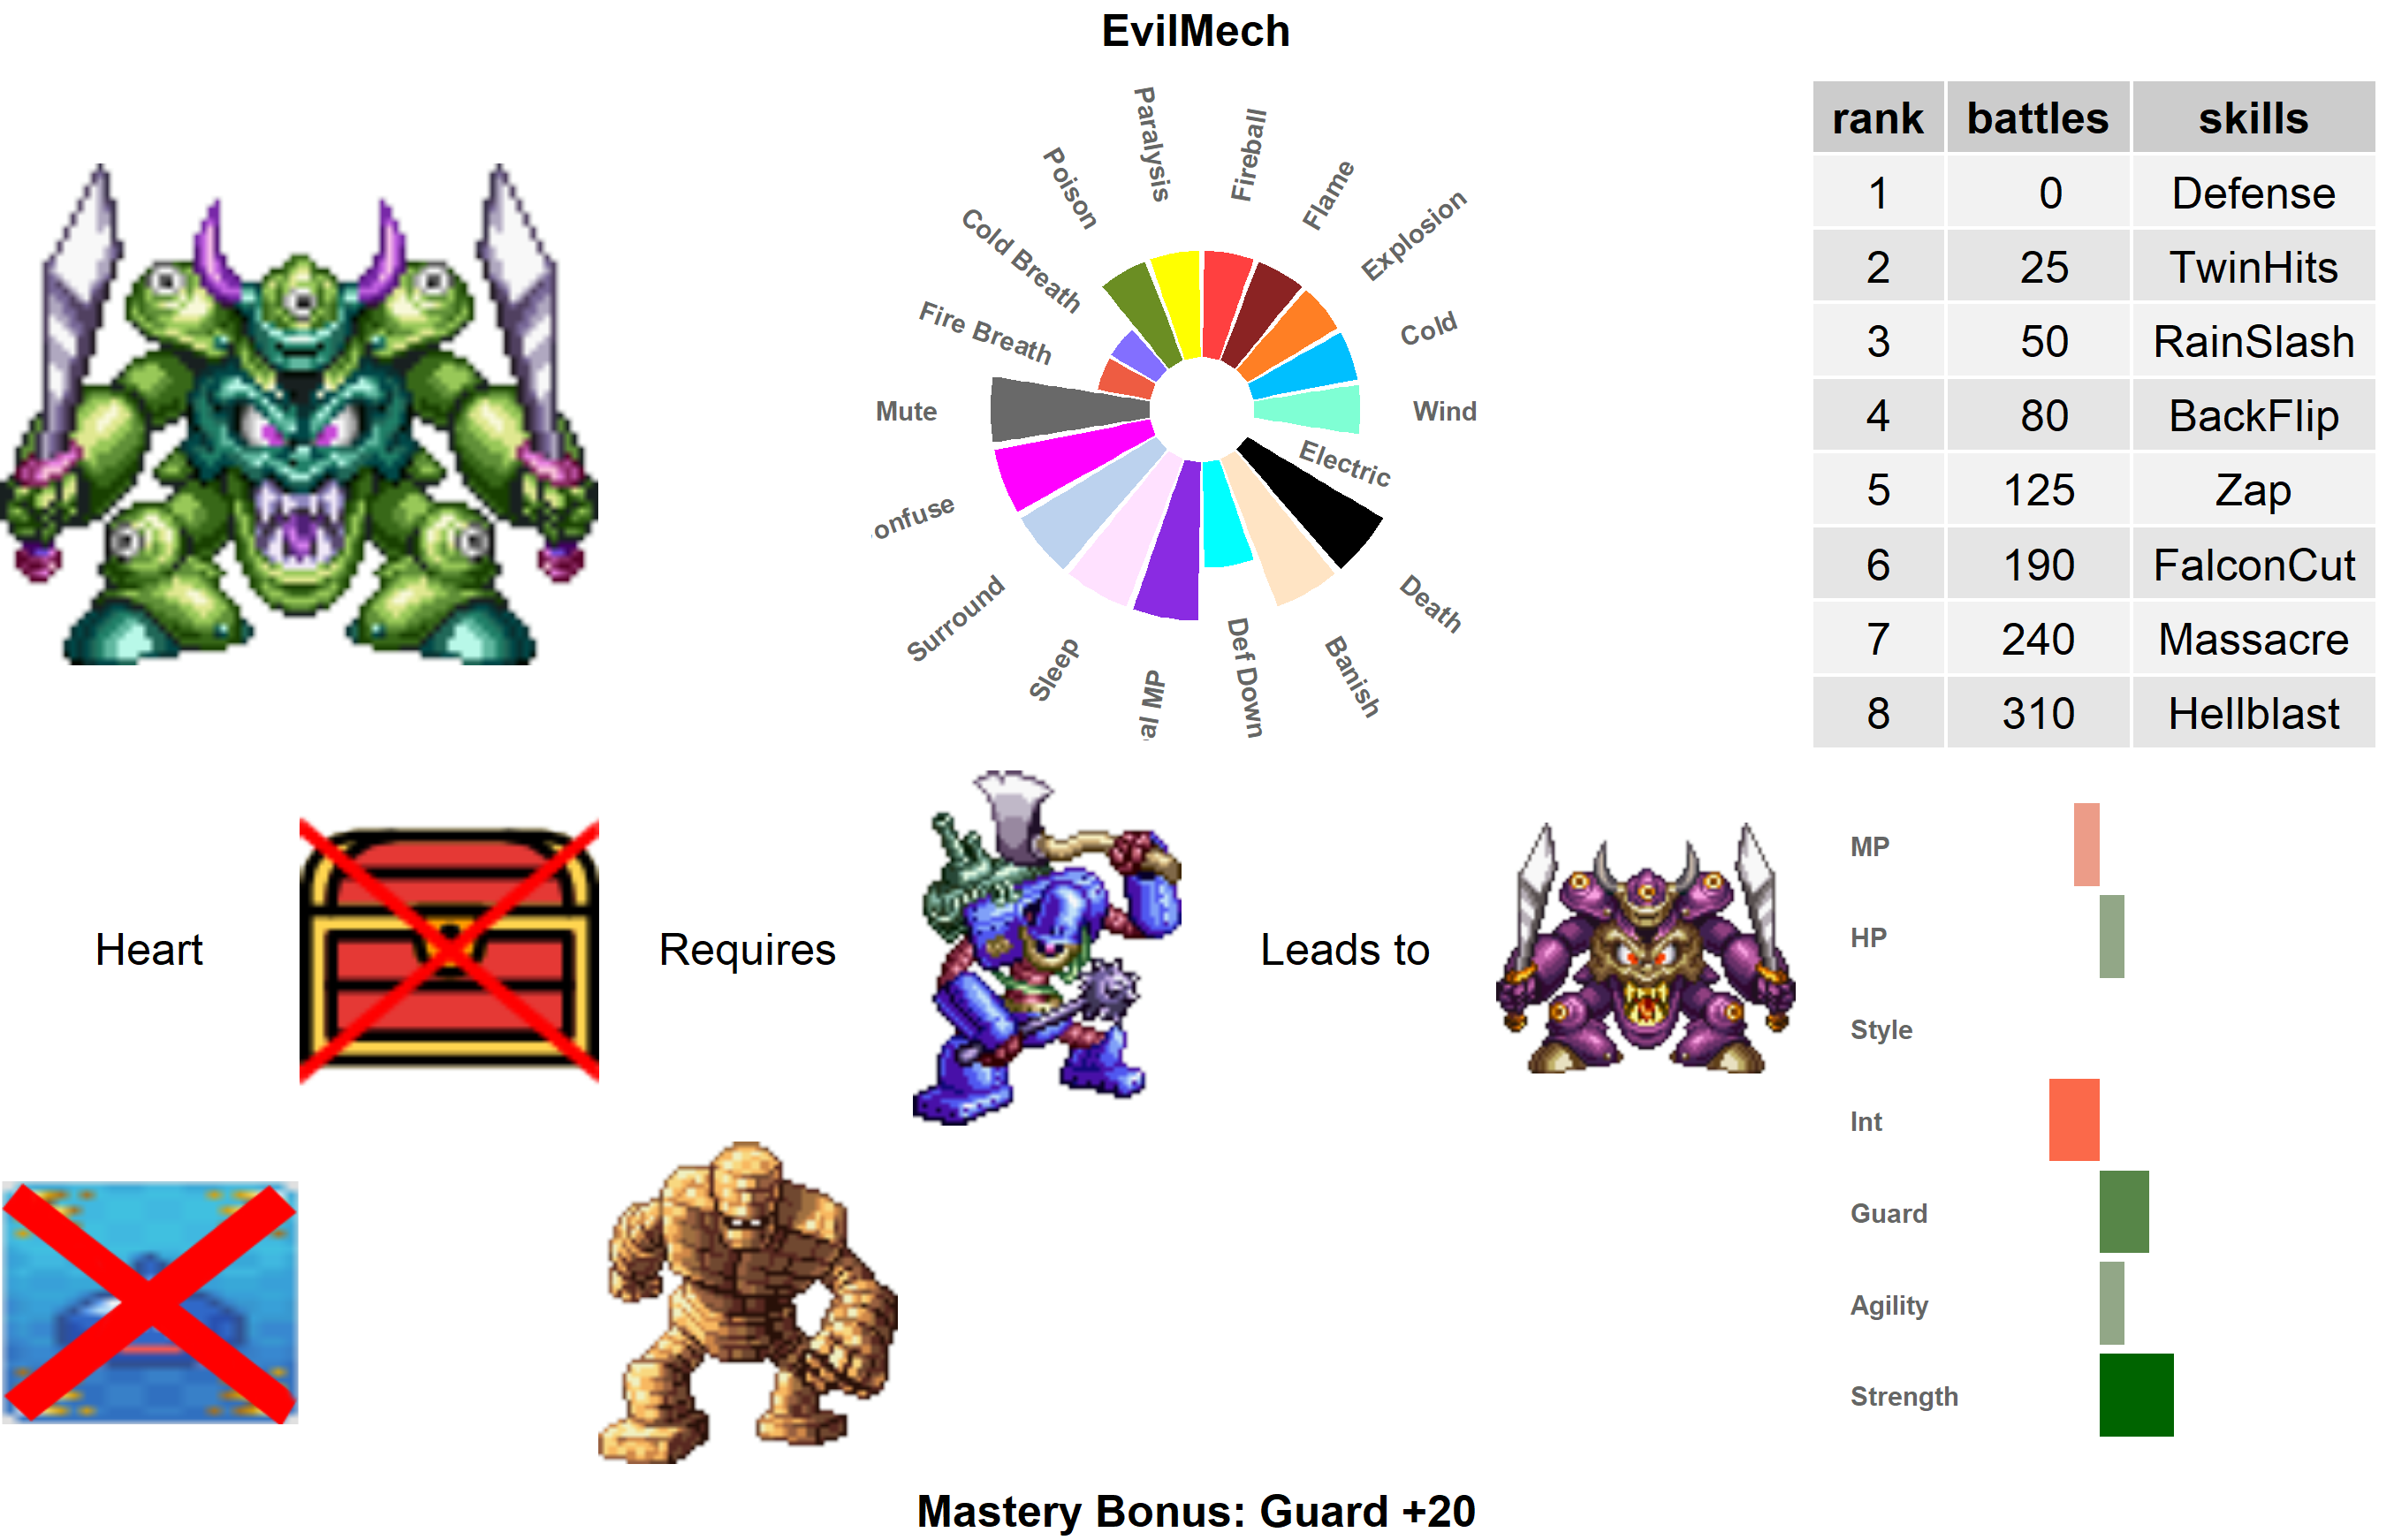 EvilMech
Paralysis
Fireball
Poison
Flame
Cold Breath
Explosion
Fire Breath
Cold
Mute
Wind
Electric
onfuse
Death
Surround
Banish
Sleep
Def Down
al MP
rank battles skills
1 0 Defense
2 25 TwinHits
3 50 RainSlash
4 80 BackFlip
5 125 Zap
6 190 FalconCut
7 240 Massacre
8 310 Hellblast
Heart
Requires
Leads to
MP
HP
Style
Int
Guard
Agility
Strength
Mastery Bonus: Guard +20